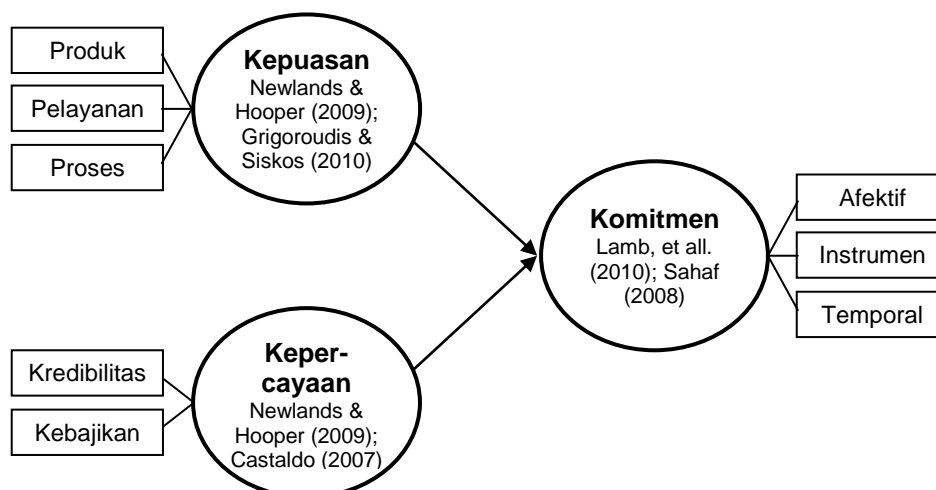 Produk
Pelayanan
Proses
Kepuasan
Newlands &
Hooper (2009);
Grigoroudis &
Siskos (2010)
Komitmen
Lamb, et all.
(2010); Sahaf
(2008)
Afektif
Instrumen
Temporal
Kredibilitas
Kebajikan
Keper-
cayaan
Newlands &
Hooper (2009);
Castaldo (2007)